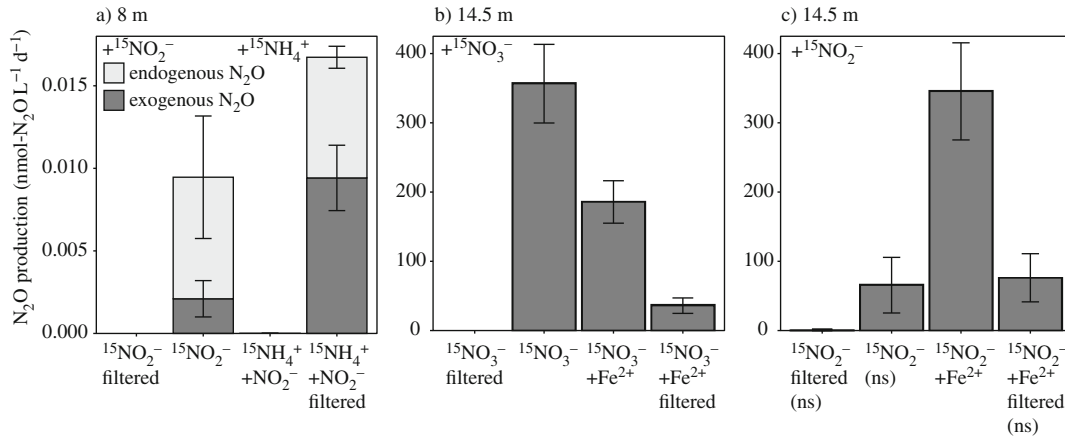 a) 8 m
b) 14.5 m
c) 14.5 m
N₂O production (nmol-N₂O L⁻¹ d⁻¹)
+¹⁵NO₂⁻
+¹⁵NH₄⁺
endogenous N₂O
exogenous N₂O
0.015
0.010
0.005
0.000
¹⁵NO₂⁻
filtered
¹⁵NO₂⁻
¹⁵NH₄⁺
+NO₂⁻
¹⁵NH₄⁺
+NO₂⁻
filtered
+¹⁵NO₃⁻
400
300
200
100
0
¹⁵NO₃⁻
filtered
¹⁵NO₃⁻
¹⁵NO₃⁻
+Fe²⁺
¹⁵NO₃⁻
+Fe²⁺
filtered
+¹⁵NO₂⁻
400
300
200
100
0
¹⁵NO₂⁻
filtered
(ns)
¹⁵NO₂⁻
(ns)
¹⁵NO₂⁻
+Fe²⁺
¹⁵NO₂⁻
+Fe²⁺
filtered
(ns)